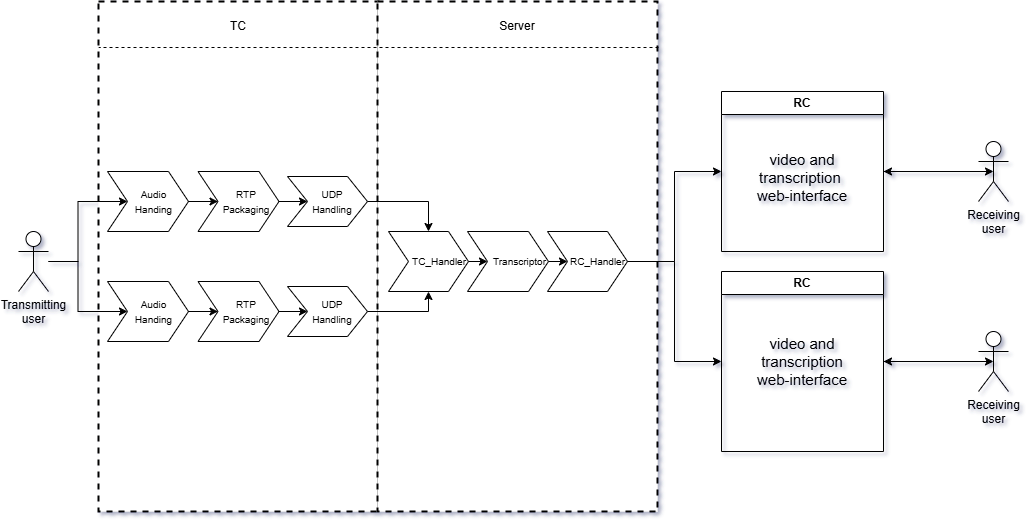 TC
Server
Audio
Handing
RTP
Packaging
UDP
Handling
Transmitting
user
Audio
Handing
RTP
Packaging
UDP
Handling
TC_Handler
Transcriptor
RC_Handler
RC
video and
transcription
web-interface
Receiving
user
RC
video and
transcription
web-interface
Receiving
user